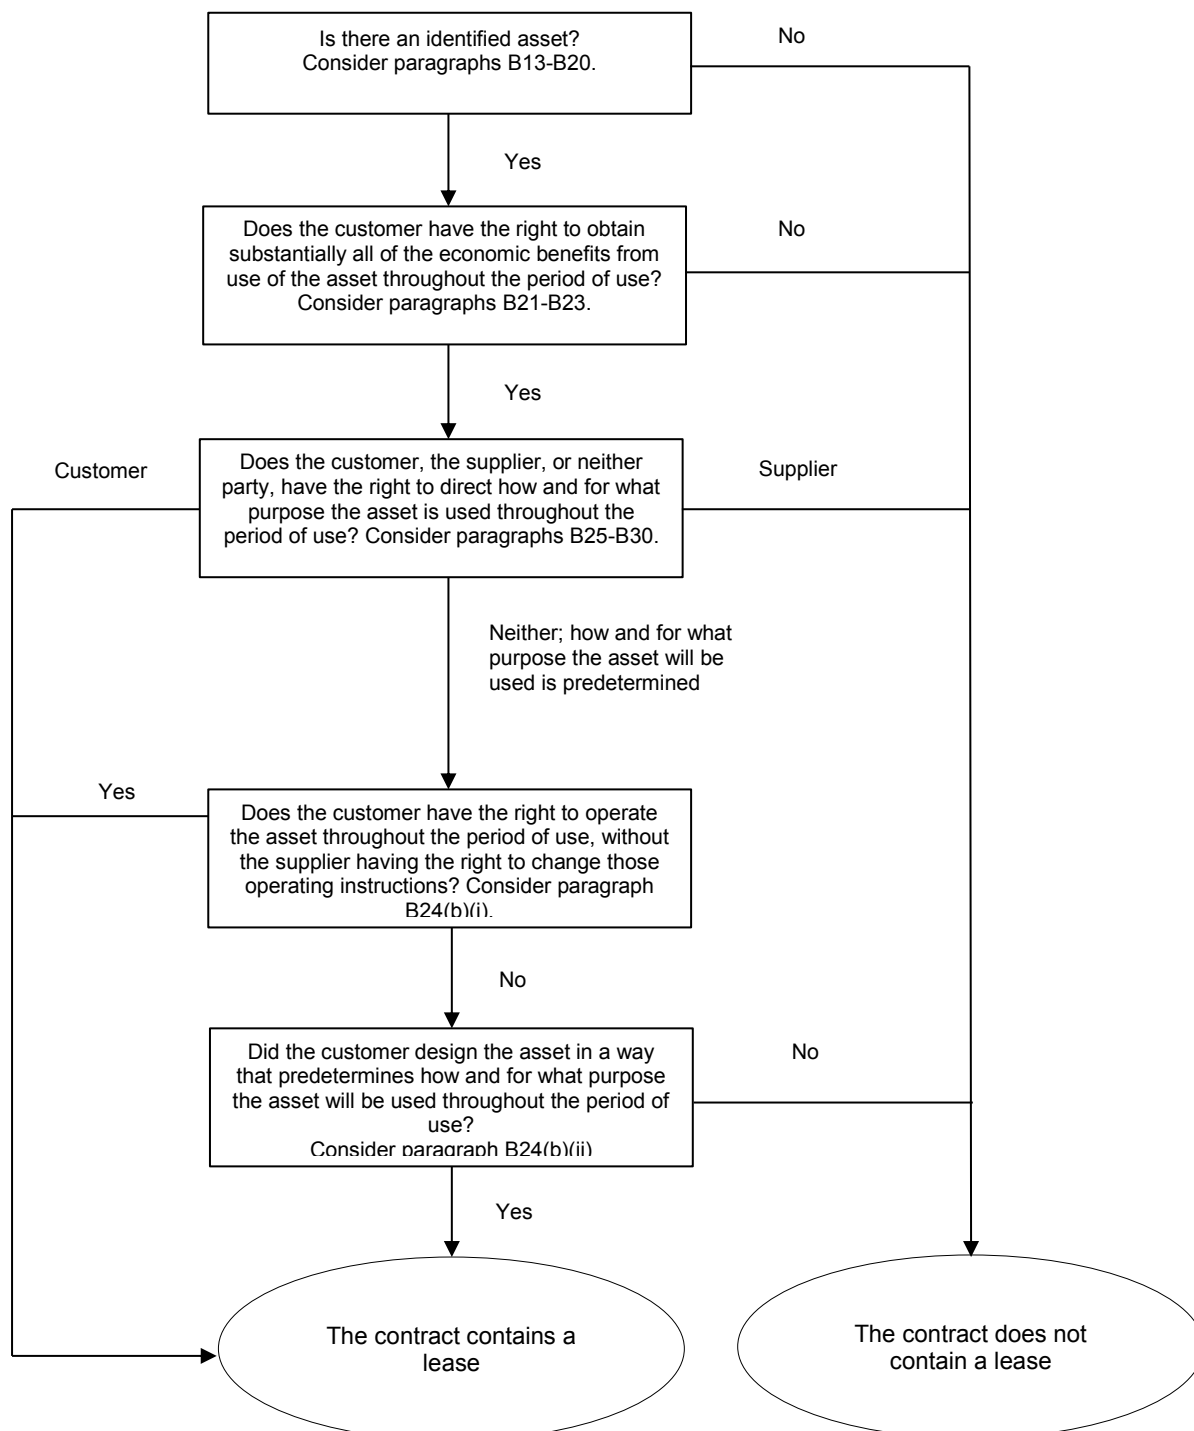 Is there an identified asset?
Consider paragraphs B13-B20.
No
Yes
Does the customer have the right to obtain
substantially all of the economic benefits from
use of the asset throughout the period of use?
Consider paragraphs B21-B23.
No
Yes
Customer
Does the customer, the supplier, or neither
party, have the right to direct how and for what
purpose the asset is used throughout the
period of use? Consider paragraphs B25-B30.
Supplier
Neither; how and for what
purpose the asset will be
used is predetermined
Yes
Does the customer have the right to operate
the asset throughout the period of use, without
the supplier having the right to change those
operating instructions? Consider paragraph
B24(b)(i).
No
Did the customer design the asset in a way
that predetermines how and for what purpose
the asset will be used throughout the period of
use?
Consider paragraph B24(b)(ii)
No
Yes
The contract contains a
lease
The contract does not
contain a lease